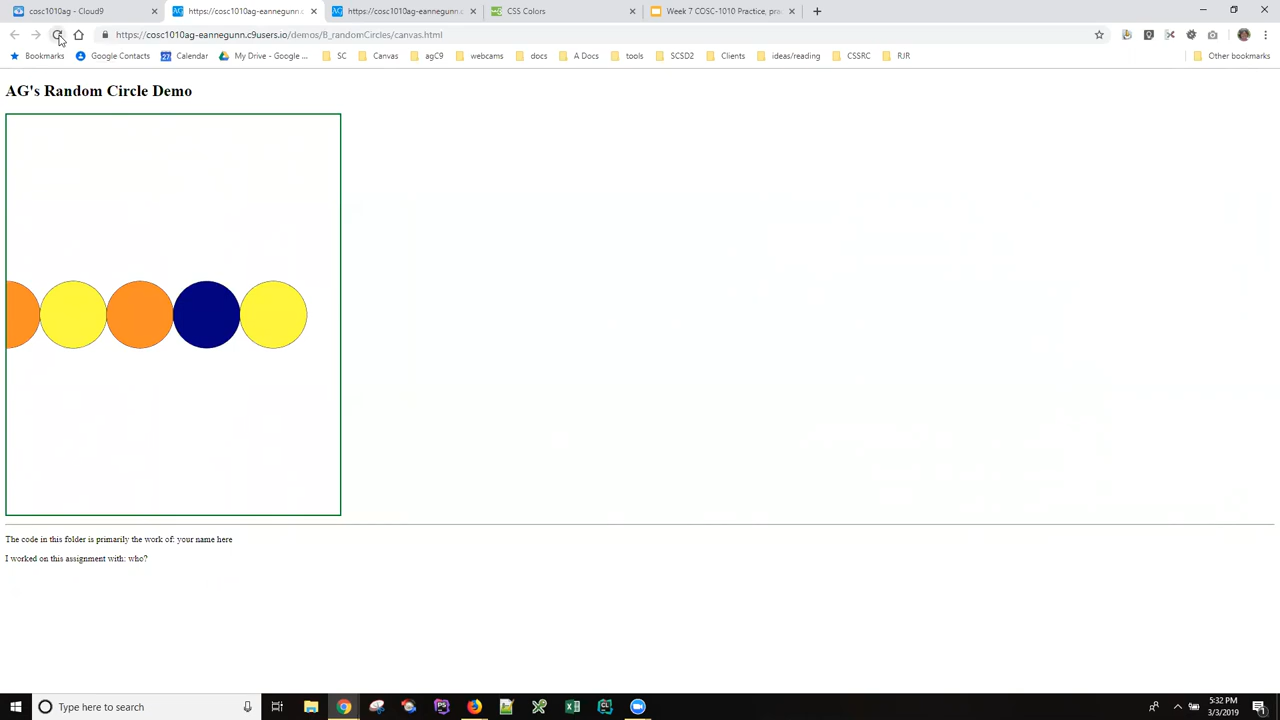 cosc1010ag - Cloud9
https://cosc1010ag-eannegunn.c9
https://cosc1010ag-eannegunn.c
CSS Colors
Week 7 COSC-1010 Practice, pra
https://cosc1010ag-eannegunn.c9users.io/demos/B_randomCircles/canvas.html
Bookmarks
Google Contacts
27
Calendar
My Drive - Google ...
SC
Canvas
agC9
webcams
docs
A Docs
tools
SCSD2
Clients
ideas/reading
CSSRC
RJR
Other bookmarks
AG's Random Circle Demo
The code in this folder is primarily the work of: your name here
I worked on this assignment with: who?
Type here to search
5:32 PM
3/3/2019